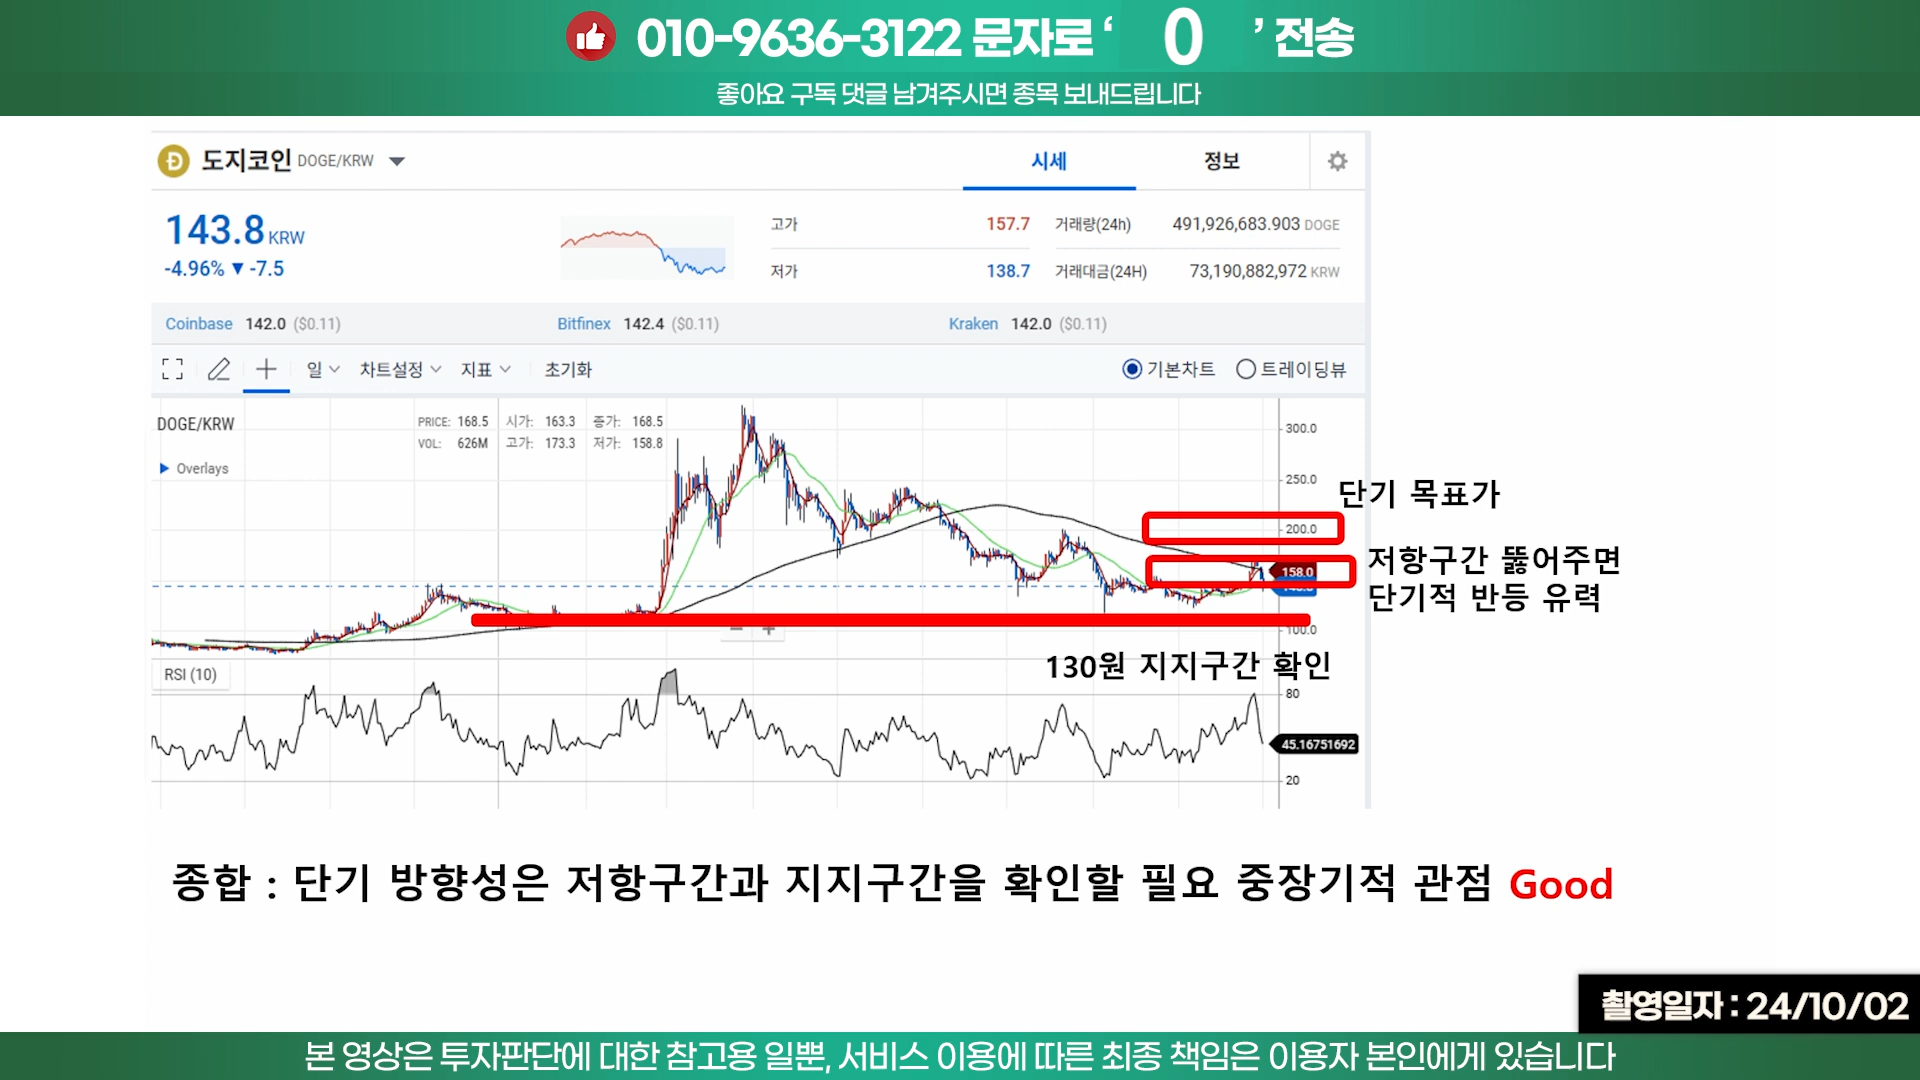 010-9636-3122 문자로 ‘ 0 ’ 전송
좋아요 구독 댓글 남겨주시면 종목 보내드립니다
도지코인 DOGE/KRW
시세
정보
143.8 KRW
-4.96% ▼ -7.5
고가 157.7
저가 138.7
거래량(24h) 491,926,683.903 DOGE
거래대금(24H) 73,190,882,972 KRW
Coinbase 142.0 ($0.11)
Bitfinex 142.4 ($0.11)
Kraken 142.0 ($0.11)
일 차트설정 지표 초기화
기본차트 트레이딩뷰
DOGE/KRW
PRICE: 168.5 시가: 163.3 종가: 168.5
VOL: 626M 고가: 173.3 저가: 158.8
Overlays
300.0
250.0
단기 목표가
200.0
158.0
저항구간 뚫어주면
단기적 반등 유력
100.0
130원 지지구간 확인
RSI (10)
80
45.16751692
20
종합 : 단기 방향성은 저항구간과 지지구간을 확인할 필요 중장기적 관점 Good
촬영일자 : 24/10/02
본 영상은 투자판단에 대한 참고용 일뿐, 서비스 이용에 따른 최종 책임은 이용자 본인에게 있습니다